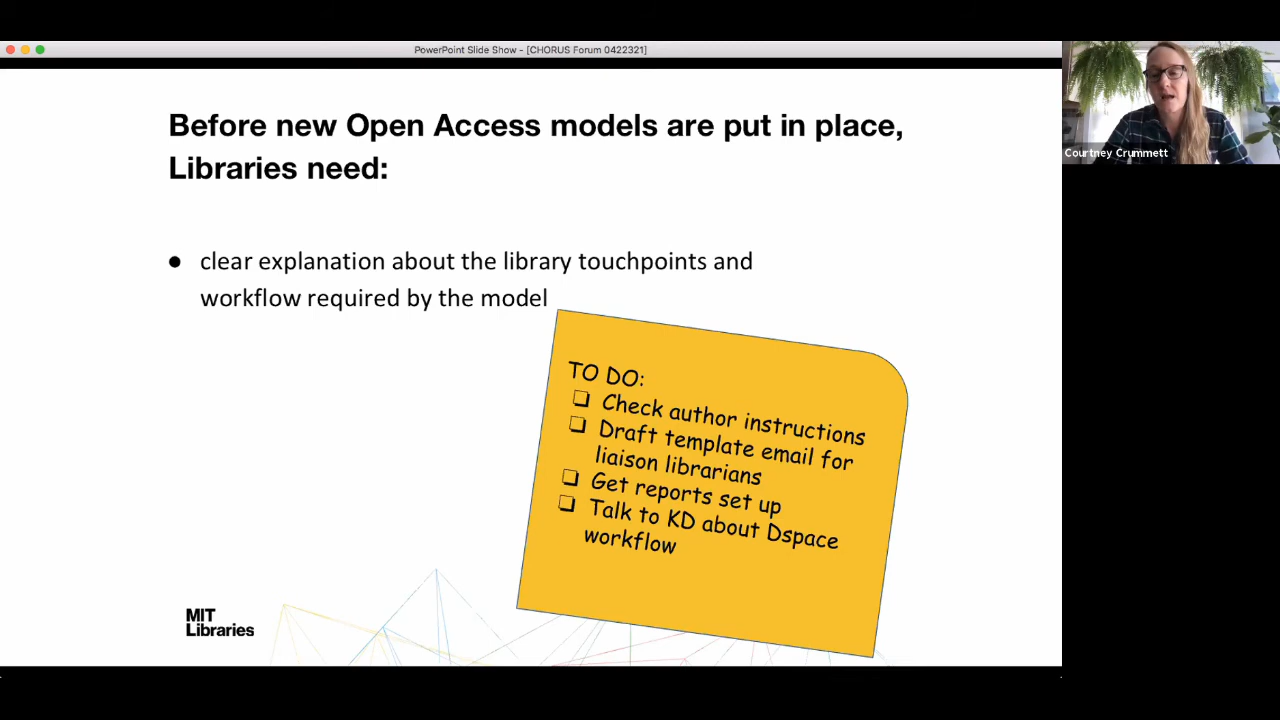 PowerPoint Slide Show - [CHORUS Forum 0422321]
Before new Open Access models are put in place,
Libraries need:
● clear explanation about the library touchpoints and
workflow required by the model
TO DO:
❏ Check author instructions
❏ Draft template email for
liaison librarians
❏ Get reports set up
❏ Talk to KD about Dspace
workflow
MIT
Libraries
Courtney Crummett